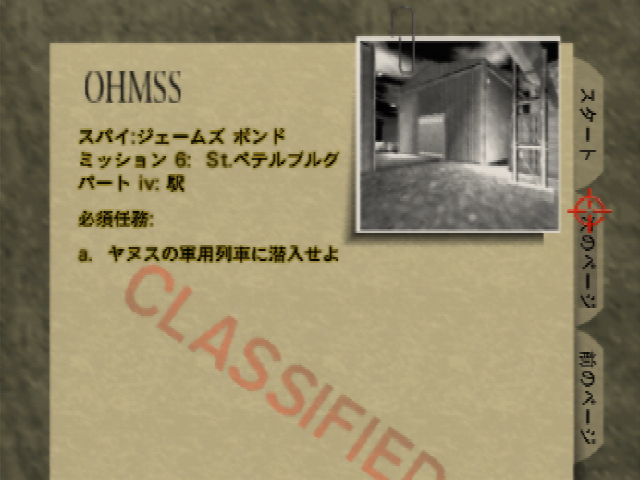 OHMSS
スパイ:ジェームズ ボンド
ミッション 6: St.ペテルブルグ
パート iv: 駅
必須任務:
a. ヤヌスの軍用列車に潜入せよ
CLASSIFIED
スタート
のページ
前のページ